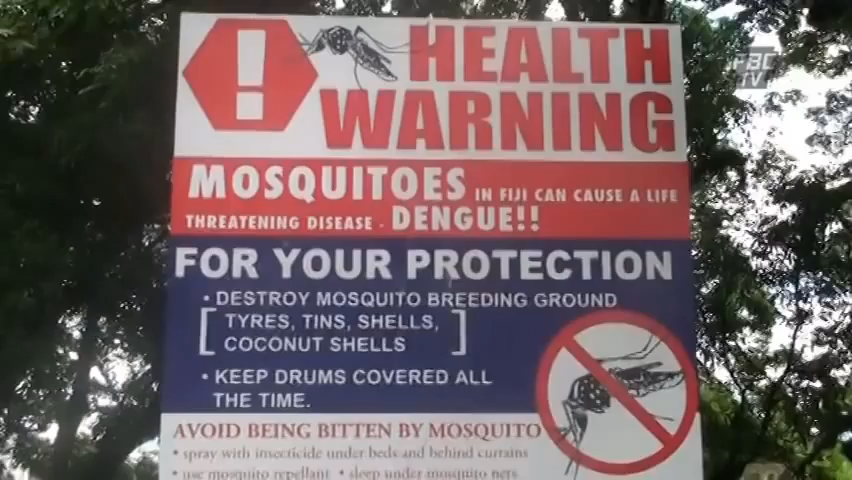 FBC
TV
!
HEALTH
WARNING
MOSQUITOES IN FIJI CAN CAUSE A LIFE
THREATENING DISEASE - DENGUE!!
FOR YOUR PROTECTION
• DESTROY MOSQUITO BREEDING GROUND
[ TYRES, TINS, SHELLS,
COCONUT SHELLS ]
• KEEP DRUMS COVERED ALL
THE TIME.
AVOID BEING BITTEN BY MOSQUITO
• spray with insecticide under beds and behind currains
• use mosquito repellant • sleep under mosquito nets